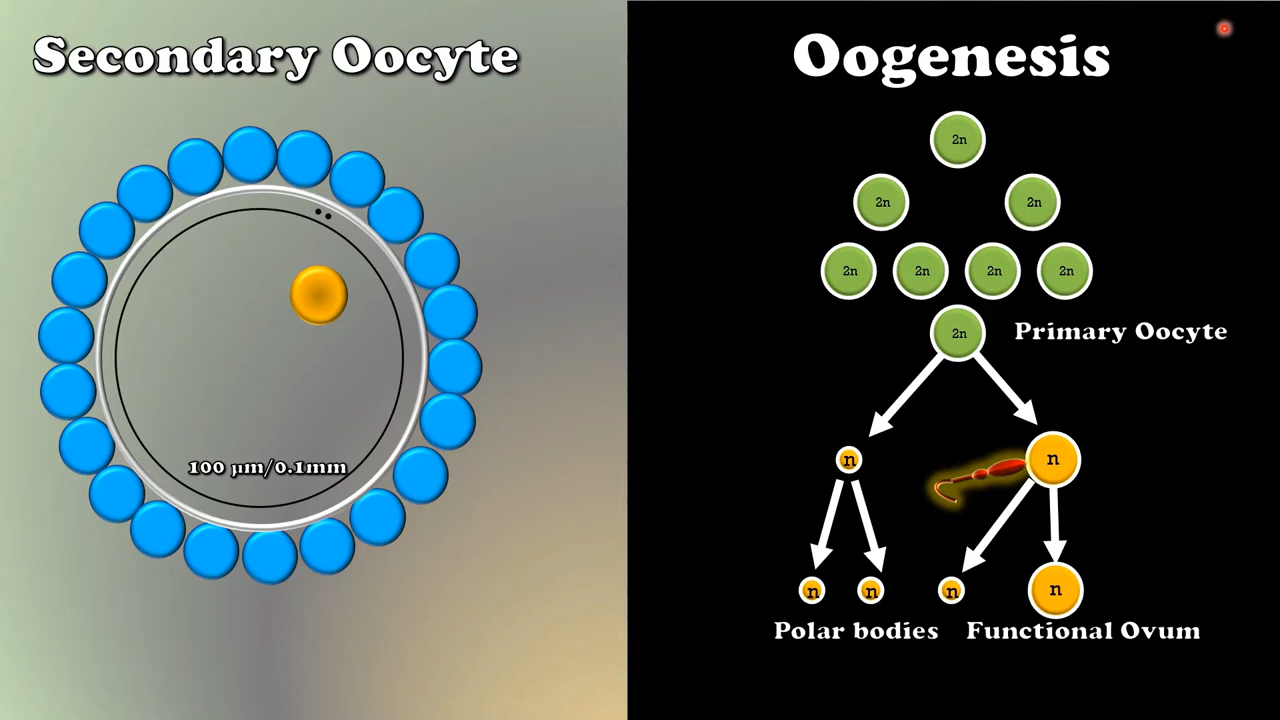 Secondary Oocyte
100 µm/0.1mm
Oogenesis
2n
2n
2n
2n
2n
2n
2n
2n
Primary Oocyte
n
n
n
n
n
n
Polar bodies
Functional Ovum